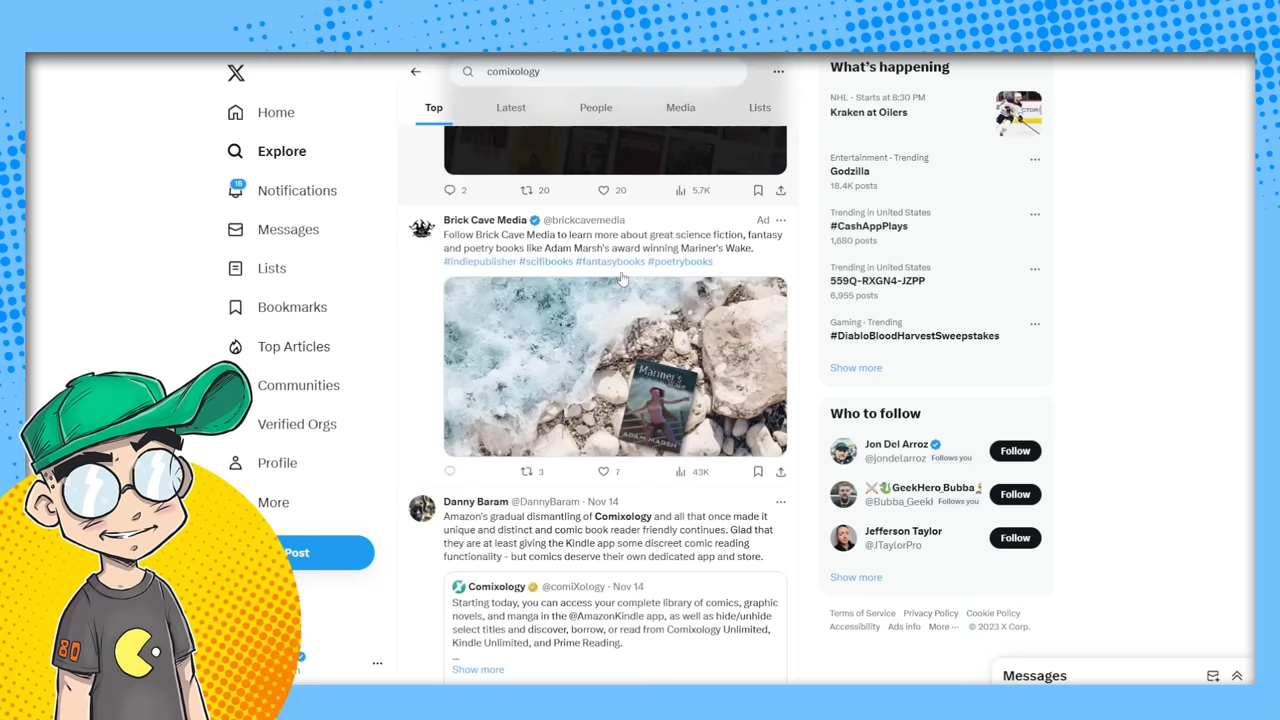 comixology
Top
Latest
People
Media
Lists
Home
Explore
16
Notifications
Messages
Lists
Bookmarks
Top Articles
Communities
Verified Orgs
Profile
More
Post
2
20
20
5.7K
Brick Cave Media @brickcavemedia
Ad
Follow Brick Cave Media to learn more about great science fiction, fantasy
and poetry books like Adam Marsh's award winning Mariner's Wake.
#indiepublisher #scifibooks #fantasybooks #poetrybooks
Mariner's
Wake
ADAM MARSH
3
7
43K
Danny Baram @DannyBaram · Nov 14
Amazon's gradual dismantling of Comixology and all that once made it
unique and distinct and comic book reader friendly continues. Glad that
they are at least giving the Kindle app some discreet comic reading
functionality - but comics deserve their own dedicated app and store.
Comixology @comiXology · Nov 14
Starting today, you can access your complete library of comics, graphic
novels, and manga in the @AmazonKindle app, as well as hide/unhide
select titles and discover, borrow, or read from Comixology Unlimited,
Kindle Unlimited, and Prime Reading.
...
Show more
What's happening
NHL · Starts at 8:30 PM
Kraken at Oilers
Entertainment · Trending
Godzilla
18.4K posts
Trending in United States
#CashAppPlays
1,680 posts
Trending in United States
559Q-RXGN4-JZPP
6,955 posts
Gaming · Trending
#DiabloBloodHarvestSweepstakes
Show more
Who to follow
Jon Del Arroz
@jondelarroz Follows you
Follow
GeekHero_Bubba
@Bubba_Geekl Follows you
Follow
Jefferson Taylor
@JTaylorPro
Follow
Show more
Terms of Service Privacy Policy Cookie Policy
Accessibility Ads info More ··· © 2023 X Corp.
Messages
80